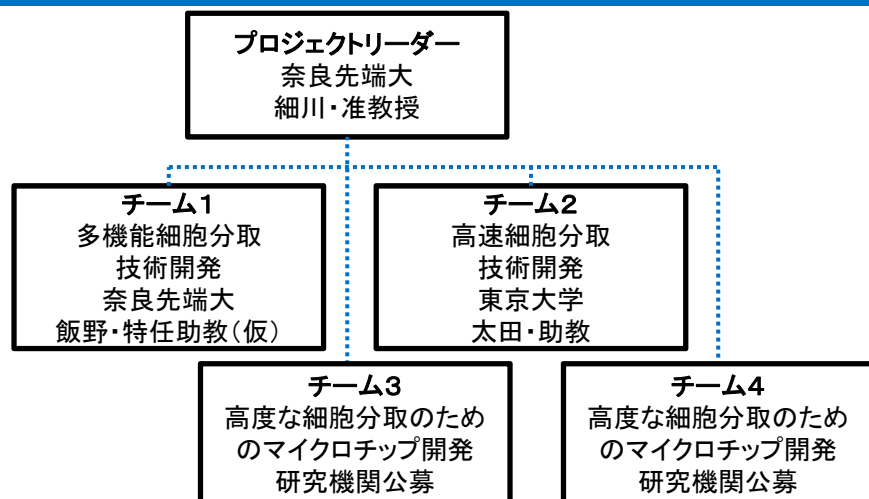 プロジェクトリーダー
奈良先端大
細川・准教授
チーム１
多機能細胞分取
技術開発
奈良先端大
飯野・特任助教（仮）
チーム２
高速細胞分取
技術開発
東京大学
太田・助教
チーム３
高度な細胞分取のため
のマイクロチップ開発
研究機関公募
チーム４
高度な細胞分取のため
のマイクロチップ開発
研究機関公募